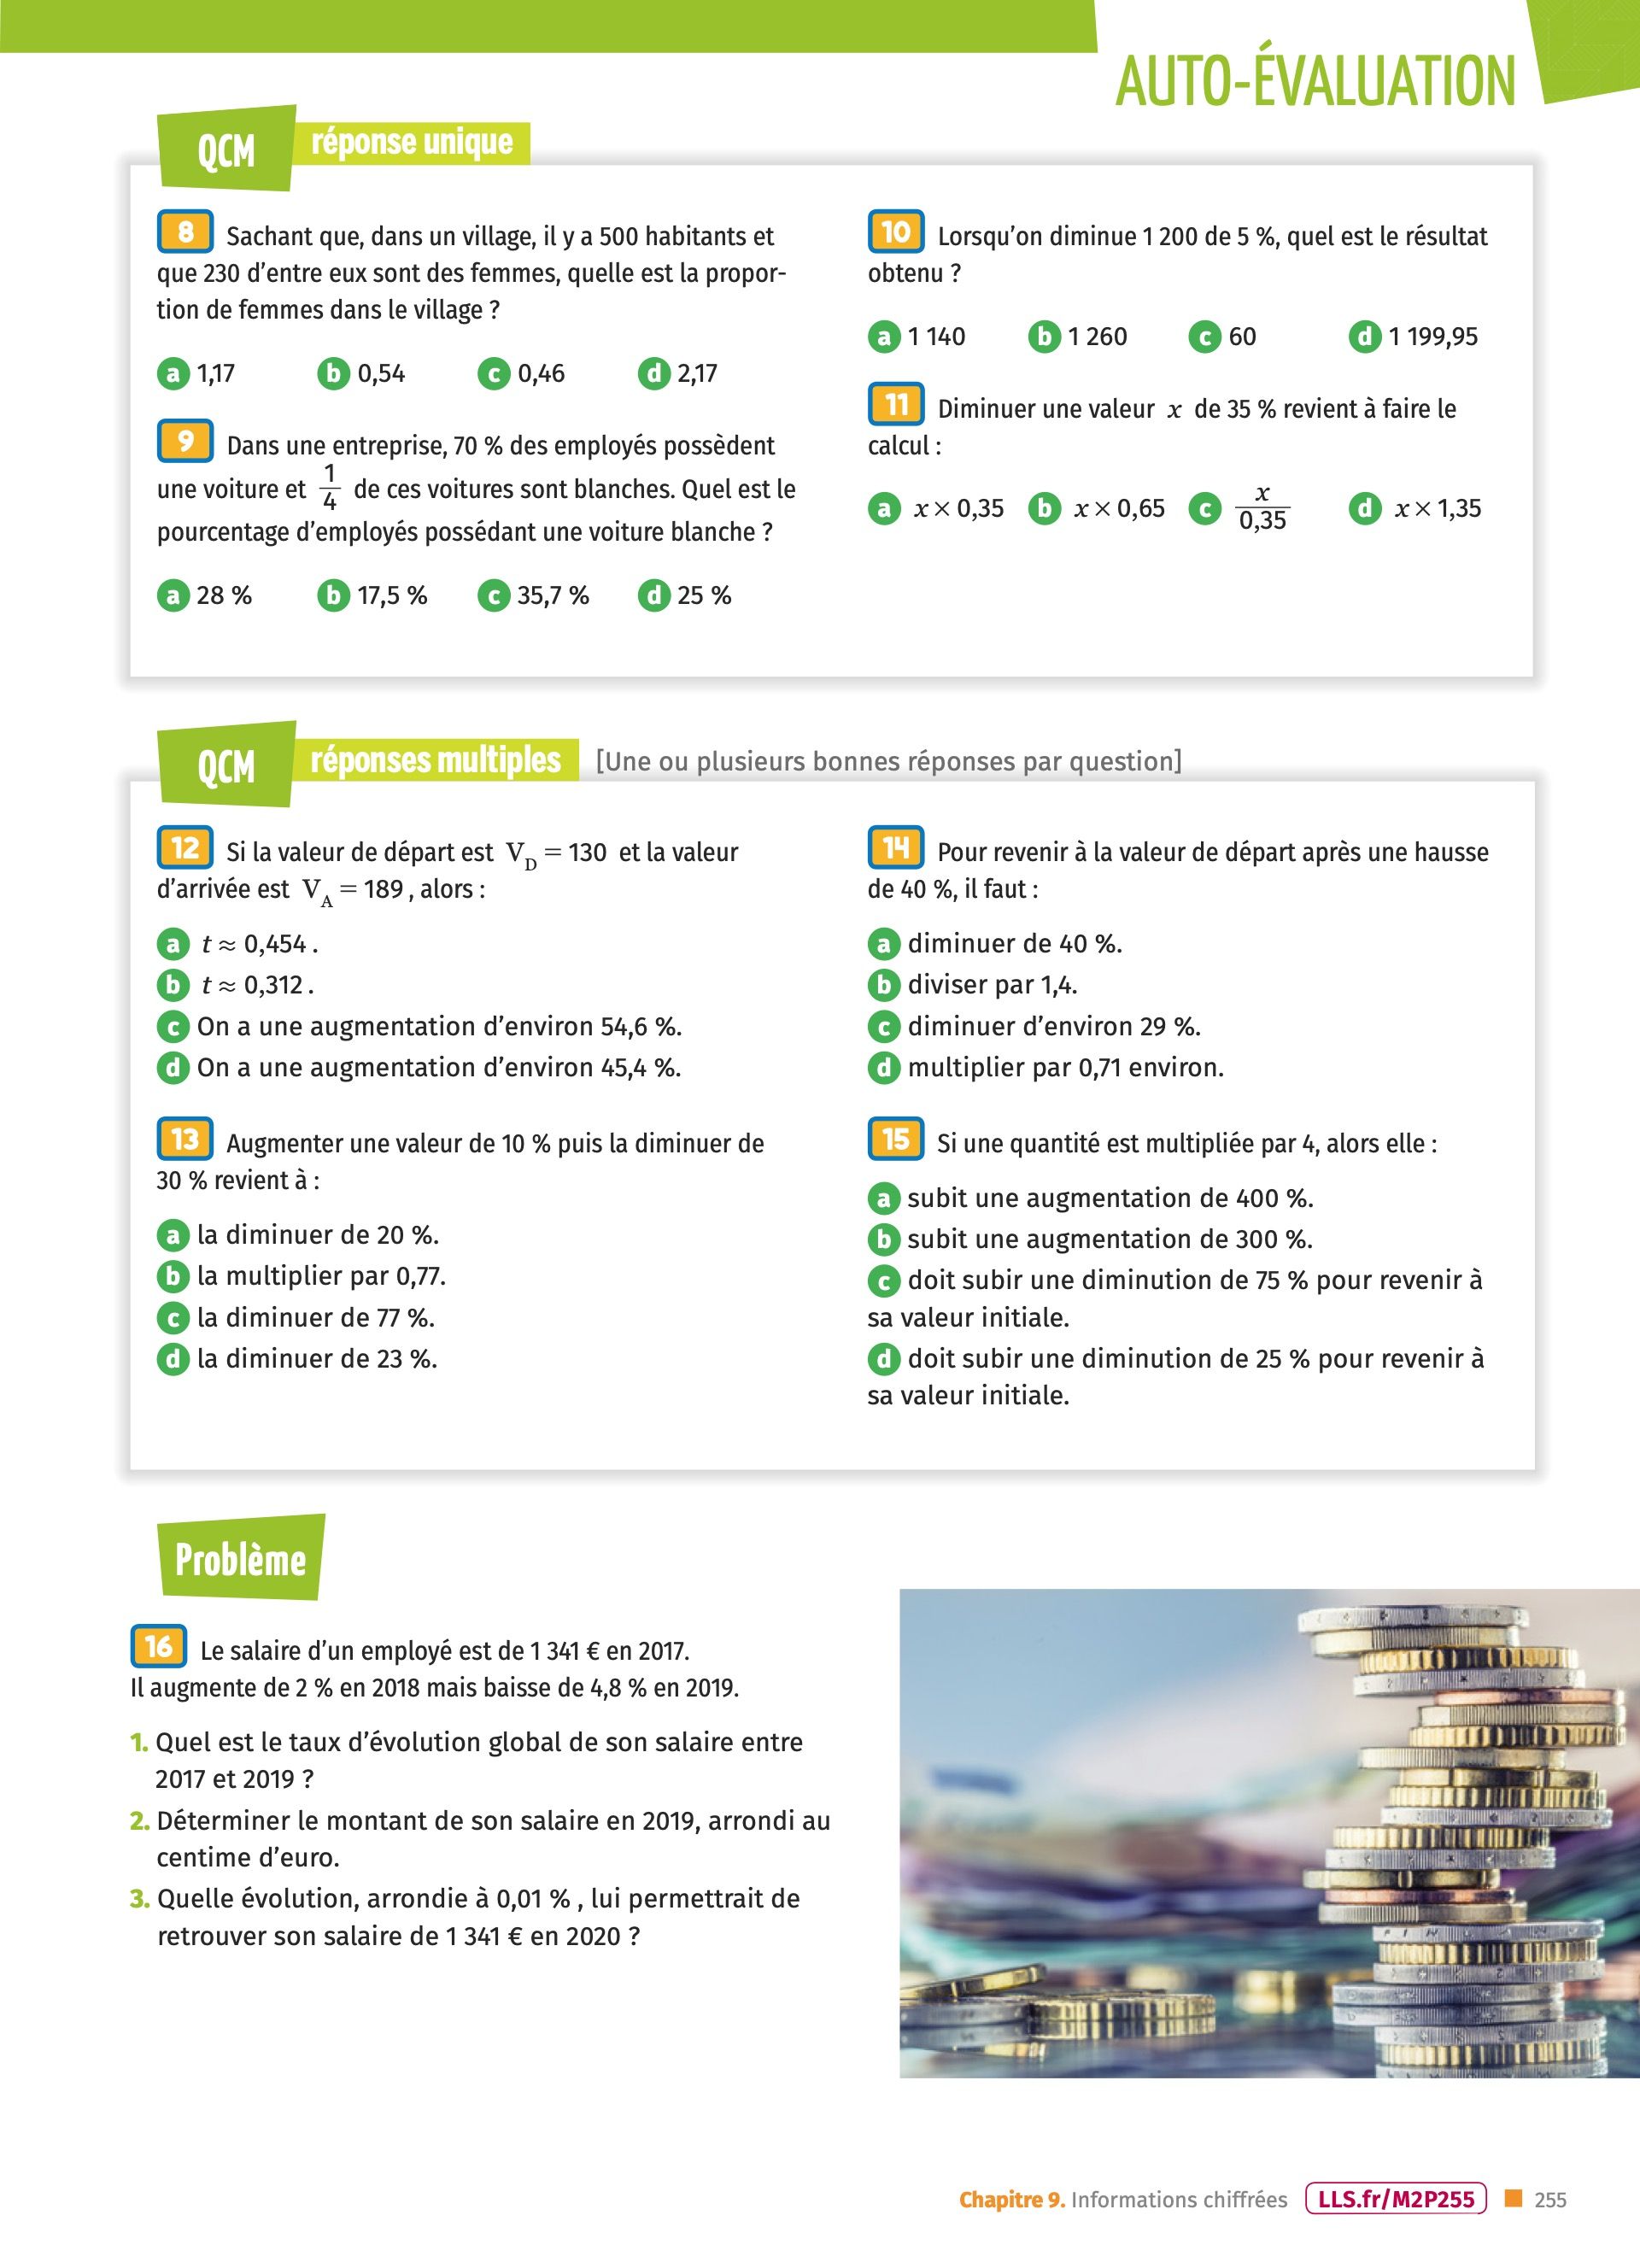 AUTO-ÉVALUATION
QCM réponse unique
8 Sachant que, dans un village, il y a 500 habitants et
que 230 d’entre eux sont des femmes, quelle est la propor-
tion de femmes dans le village ?
a 1,17 b 0,54 c 0,46 d 2,17
9 Dans une entreprise, 70 % des employés possèdent
une voiture et 1/4 de ces voitures sont blanches. Quel est le
pourcentage d’employés possédant une voiture blanche ?
a 28 % b 17,5 % c 35,7 % d 25 %
10 Lorsqu’on diminue 1 200 de 5 %, quel est le résultat
obtenu ?
a 1 140 b 1 260 c 60 d 1 199,95
11 Diminuer une valeur x de 35 % revient à faire le
calcul :
a x × 0,35 b x × 0,65 c x/0,35 d x × 1,35
QCM réponses multiples [Une ou plusieurs bonnes réponses par question]
12 Si la valeur de départ est V_D = 130 et la valeur
d’arrivée est V_A = 189 , alors :
a t ≈ 0,454 .
b t ≈ 0,312 .
c On a une augmentation d’environ 54,6 %.
d On a une augmentation d’environ 45,4 %.
13 Augmenter une valeur de 10 % puis la diminuer de
30 % revient à :
a la diminuer de 20 %.
b la multiplier par 0,77.
c la diminuer de 77 %.
d la diminuer de 23 %.
14 Pour revenir à la valeur de départ après une hausse
de 40 %, il faut :
a diminuer de 40 %.
b diviser par 1,4.
c diminuer d’environ 29 %.
d multiplier par 0,71 environ.
15 Si une quantité est multipliée par 4, alors elle :
a subit une augmentation de 400 %.
b subit une augmentation de 300 %.
c doit subir une diminution de 75 % pour revenir à
sa valeur initiale.
d doit subir une diminution de 25 % pour revenir à
sa valeur initiale.
Problème
16 Le salaire d’un employé est de 1 341 € en 2017.
Il augmente de 2 % en 2018 mais baisse de 4,8 % en 2019.
1. Quel est le taux d’évolution global de son salaire entre
2017 et 2019 ?
2. Déterminer le montant de son salaire en 2019, arrondi au
centime d’euro.
3. Quelle évolution, arrondie à 0,01 % , lui permettrait de
retrouver son salaire de 1 341 € en 2020 ?
Chapitre 9. Informations chiffrées LLS.fr/M2P255 255